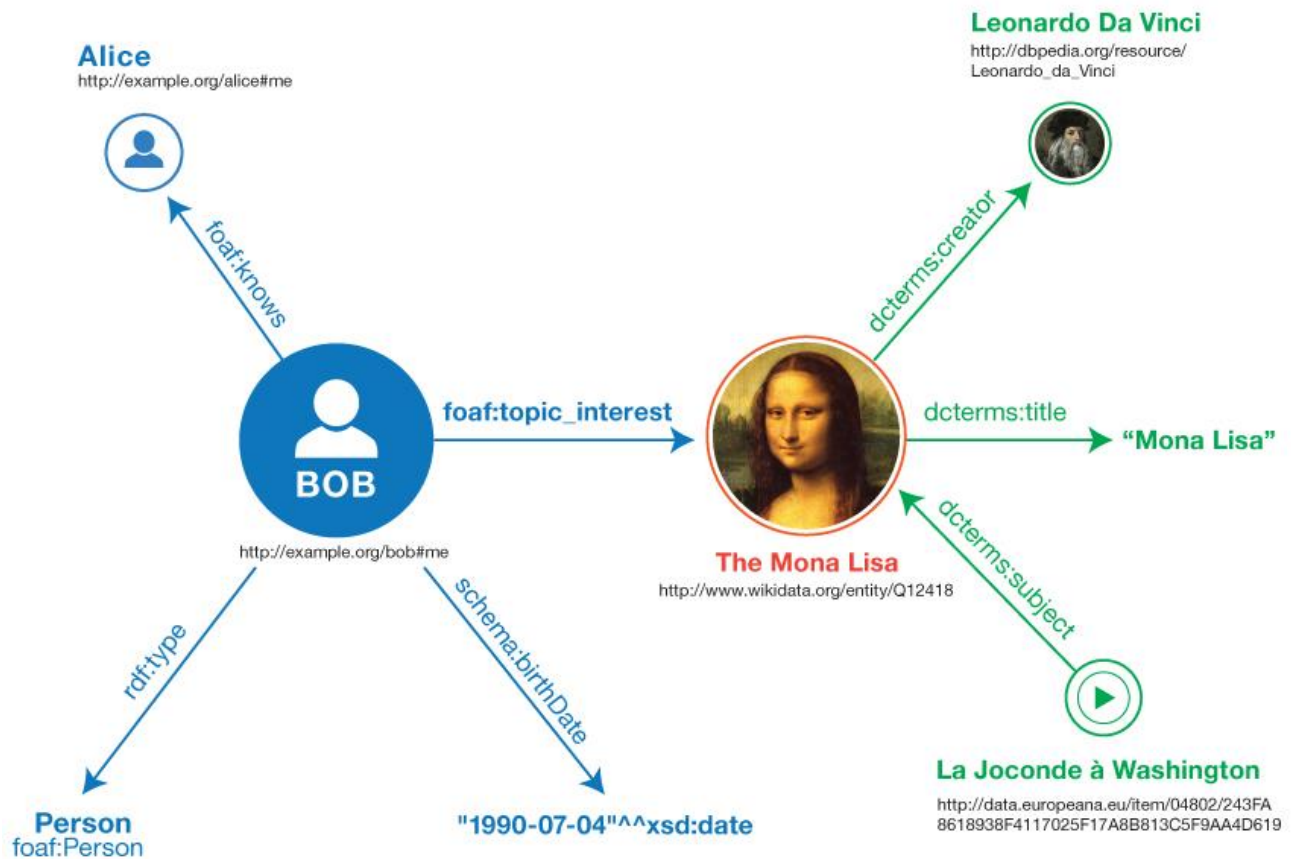 Leonardo Da Vinci
http://dbpedia.org/resource/
Leonardo_da_Vinci
Alice
http://example.org/alice#me
foaf:knows
dcterms:creator
BOB
http://example.org/bob#me
foaf:topic_interest
dcterms:title
“Mona Lisa”
The Mona Lisa
http://www.wikidata.org/entity/Q12418
dcterms:subject
rdf:type
schema:birthDate
La Joconde à Washington
http://data.europeana.eu/item/04802/243FA
8618938F4117025F17A8B813C5F9AA4D619
Person
foaf:Person
"1990-07-04"^^xsd:date